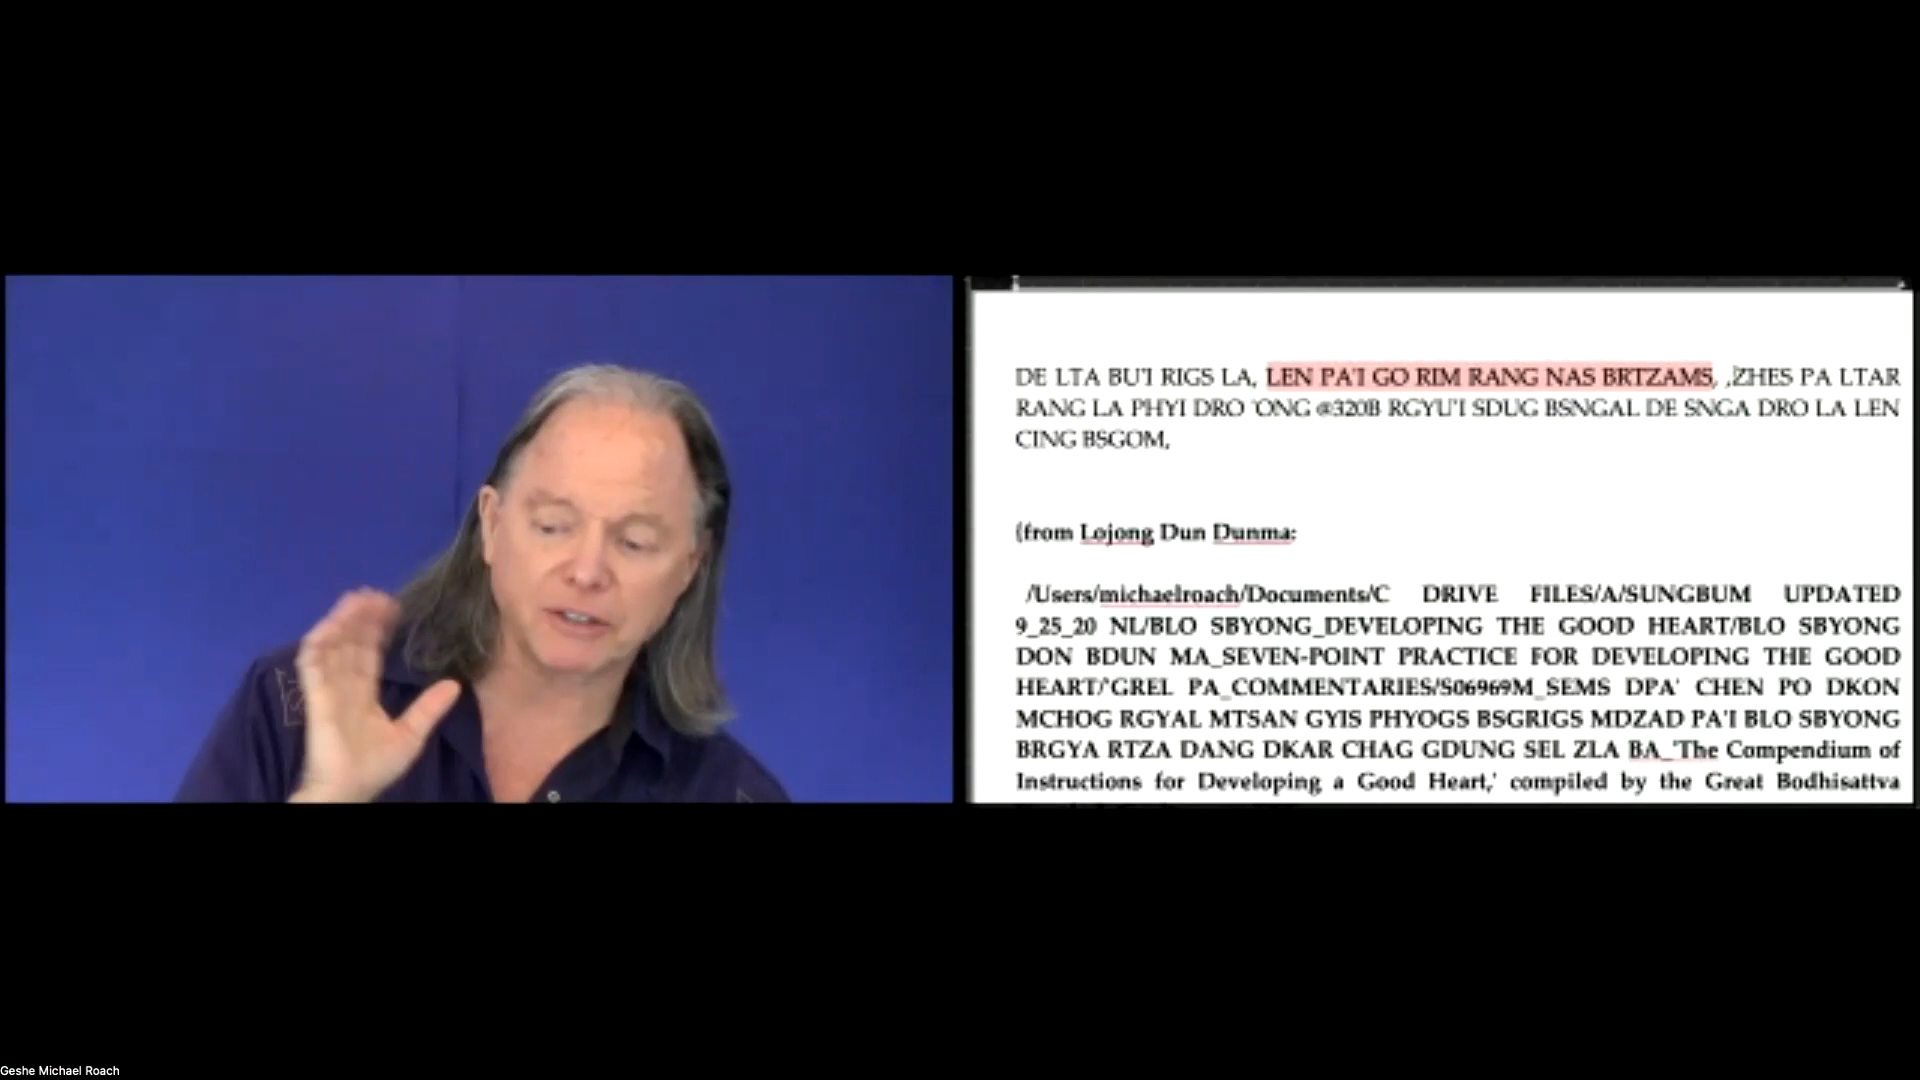 DE LTA BU'I RIGS LA, LEN PA'I GO RIM RANG NAS BRTZAMS, ,ZHES PA LTAR
RANG LA PHYI DRO 'ONG @320B RGYU'I SDUG BSNGAL DE SNGA DRO LA LEN
CING BSGOM,
(from Lojong Dun Dunma:
/Users/michaelroach/Documents/C DRIVE FILES/A/SUNGBUM UPDATED
9_25_20 NL/BLO SBYONG_DEVELOPING THE GOOD HEART/BLO SBYONG
DON BDUN MA_SEVEN-POINT PRACTICE FOR DEVELOPING THE GOOD
HEART/'GREL PA_COMMENTARIES/S06969M_SEMS DPA' CHEN PO DKON
MCHOG RGYAL MTSAN GYIS PHYOGS BSGRIGS MDZAD PA'I BLO SBYONG
BRGYA RTZA DANG DKAR CHAG GDUNG SEL ZLA BA_'The Compendium of
Instructions for Developing a Good Heart,' compiled by the Great Bodhisattva
Geshe Michael Roach